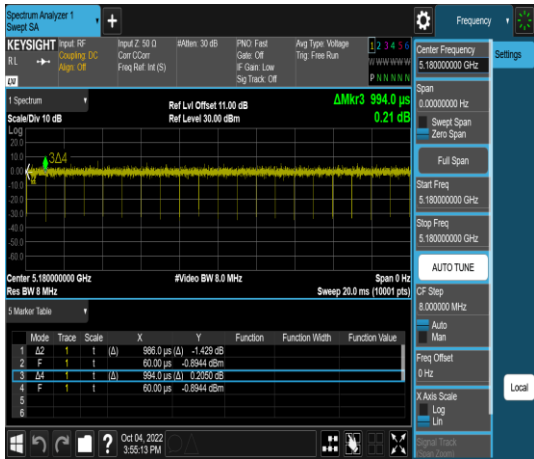 Spectrum Analyzer 1
Swept SA
+
Frequency
KEYSIGHT
Input: RF
Input Z: 50 Ω
#Atten: 30 dB
PNO: Fast
Avg Type: Voltage
1 2 3 4 5 6
RL
Coupling: DC
Corr CCorr
Gate: Off
Trig: Free Run
Align: Off
Freq Ref: Int (S)
IF Gain: Low
W W W W W W
Sig Track: Off
P N N N N N
LXI
1 Spectrum
Ref Lvl Offset 11.00 dB
ΔMkr3 994.0 µs
Scale/Div 10 dB
Ref Level 30.00 dBm
0.21 dB
Log
20.0
10.0
0.00
-10.0
-20.0
-30.0
-40.0
-50.0
-60.0
3Δ4
Center 5.180000000 GHz
#Video BW 8.0 MHz
Span 0 Hz
Res BW 8 MHz
Sweep 20.0 ms (10001 pts)
5 Marker Table
Mode Trace Scale X Y Function Function Width Function Value
1 Δ2 1 t (Δ) 986.0 µs (Δ) -1.429 dB
2 F 1 t 60.00 µs -0.8944 dBm
3 Δ4 1 t (Δ) 994.0 µs (Δ) 0.2050 dB
4 F 1 t 60.00 µs -0.8944 dBm
5
6
?
Oct 04, 2022
3:55:13 PM
Center Frequency
5.180000000 GHz
Settings
Span
0.00000000 Hz
Swept Span
Zero Span
Full Span
Start Freq
5.180000000 GHz
Stop Freq
5.180000000 GHz
AUTO TUNE
CF Step
8.000000 MHz
Auto
Man
Freq Offset
0 Hz
Local
X Axis Scale
Log
Lin
Signal Track
(Span Zoom)